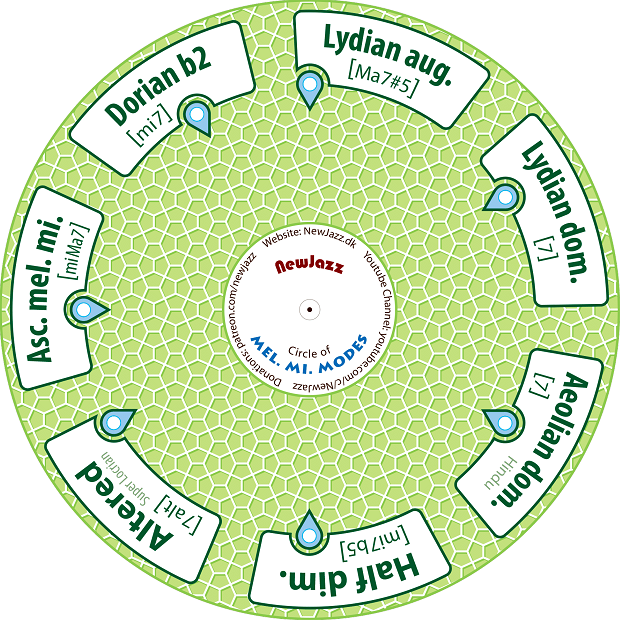 Lydian aug.
[Ma7#5]
Lydian dom.
[7]
Aeolian dom.
[7]
Hindu
Half dim.
[mi7b5]
Altered
Super Locrian
[7alt]
Asc. mel. mi.
[miMa7]
Dorian b2
[mi7]
Website: NewJazz.dk
Youtube Channel: youtube.com/c/NewJazz
Donations: patreon.com/newjazz
NewJazz
Circle of
MEL. MI. MODES